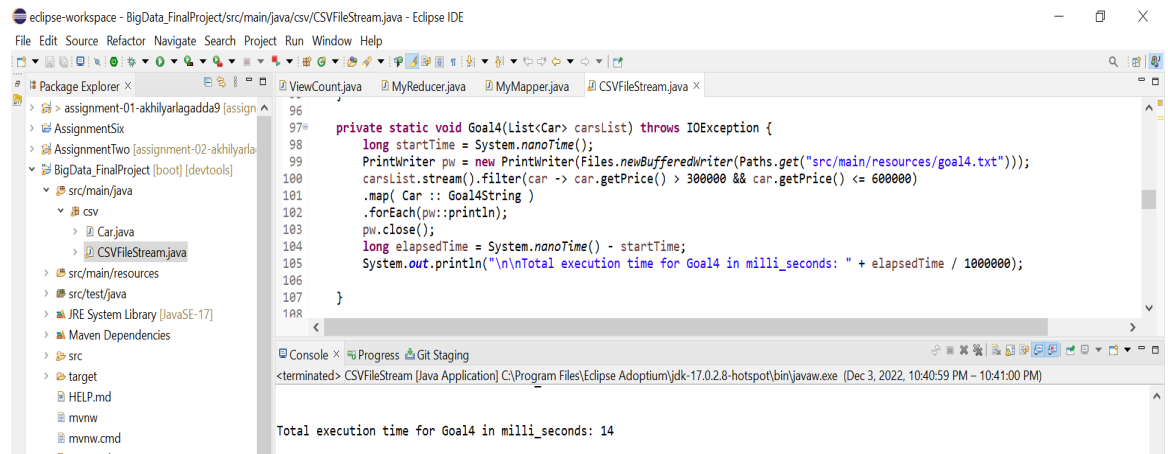 eclipse-workspace - BigData_FinalProject/src/main/java/csv/CSVFileStream.java - Eclipse IDE
File Edit Source Refactor Navigate Search Project Run Window Help
Package Explorer
> assignment-01-akhilyarlagadda9 [assign
AssignmentSix
AssignmentTwo [assignment-02-akhilyarla
BigData_FinalProject [boot] [devtools]
src/main/java
csv
Car.java
CSVFileStream.java
src/main/resources
src/test/java
JRE System Library [JavaSE-17]
Maven Dependencies
src
target
HELP.md
mvnw
mvnw.cmd
ViewCount.java MyReducer.java MyMapper.java CSVFileStream.java
96
97 private static void Goal4(List<Car> carsList) throws IOException {
98 long startTime = System.nanoTime();
99 PrintWriter pw = new PrintWriter(Files.newBufferedWriter(Paths.get("src/main/resources/goal4.txt")));
100 carsList.stream().filter(car -> car.getPrice() > 300000 && car.getPrice() <= 600000)
101 .map( Car :: Goal4String )
102 .forEach(pw::println);
103 pw.close();
104 long elapsedTime = System.nanoTime() - startTime;
105 System.out.println("\n\nTotal execution time for Goal4 in milli_seconds: " + elapsedTime / 1000000);
106
107 }
108
Console Progress Git Staging
<terminated> CSVFileStream [Java Application] C:\Program Files\Eclipse Adoptium\jdk-17.0.2.8-hotspot\bin\javaw.exe (Dec 3, 2022, 10:40:59 PM – 10:41:00 PM)
Total execution time for Goal4 in milli_seconds: 14